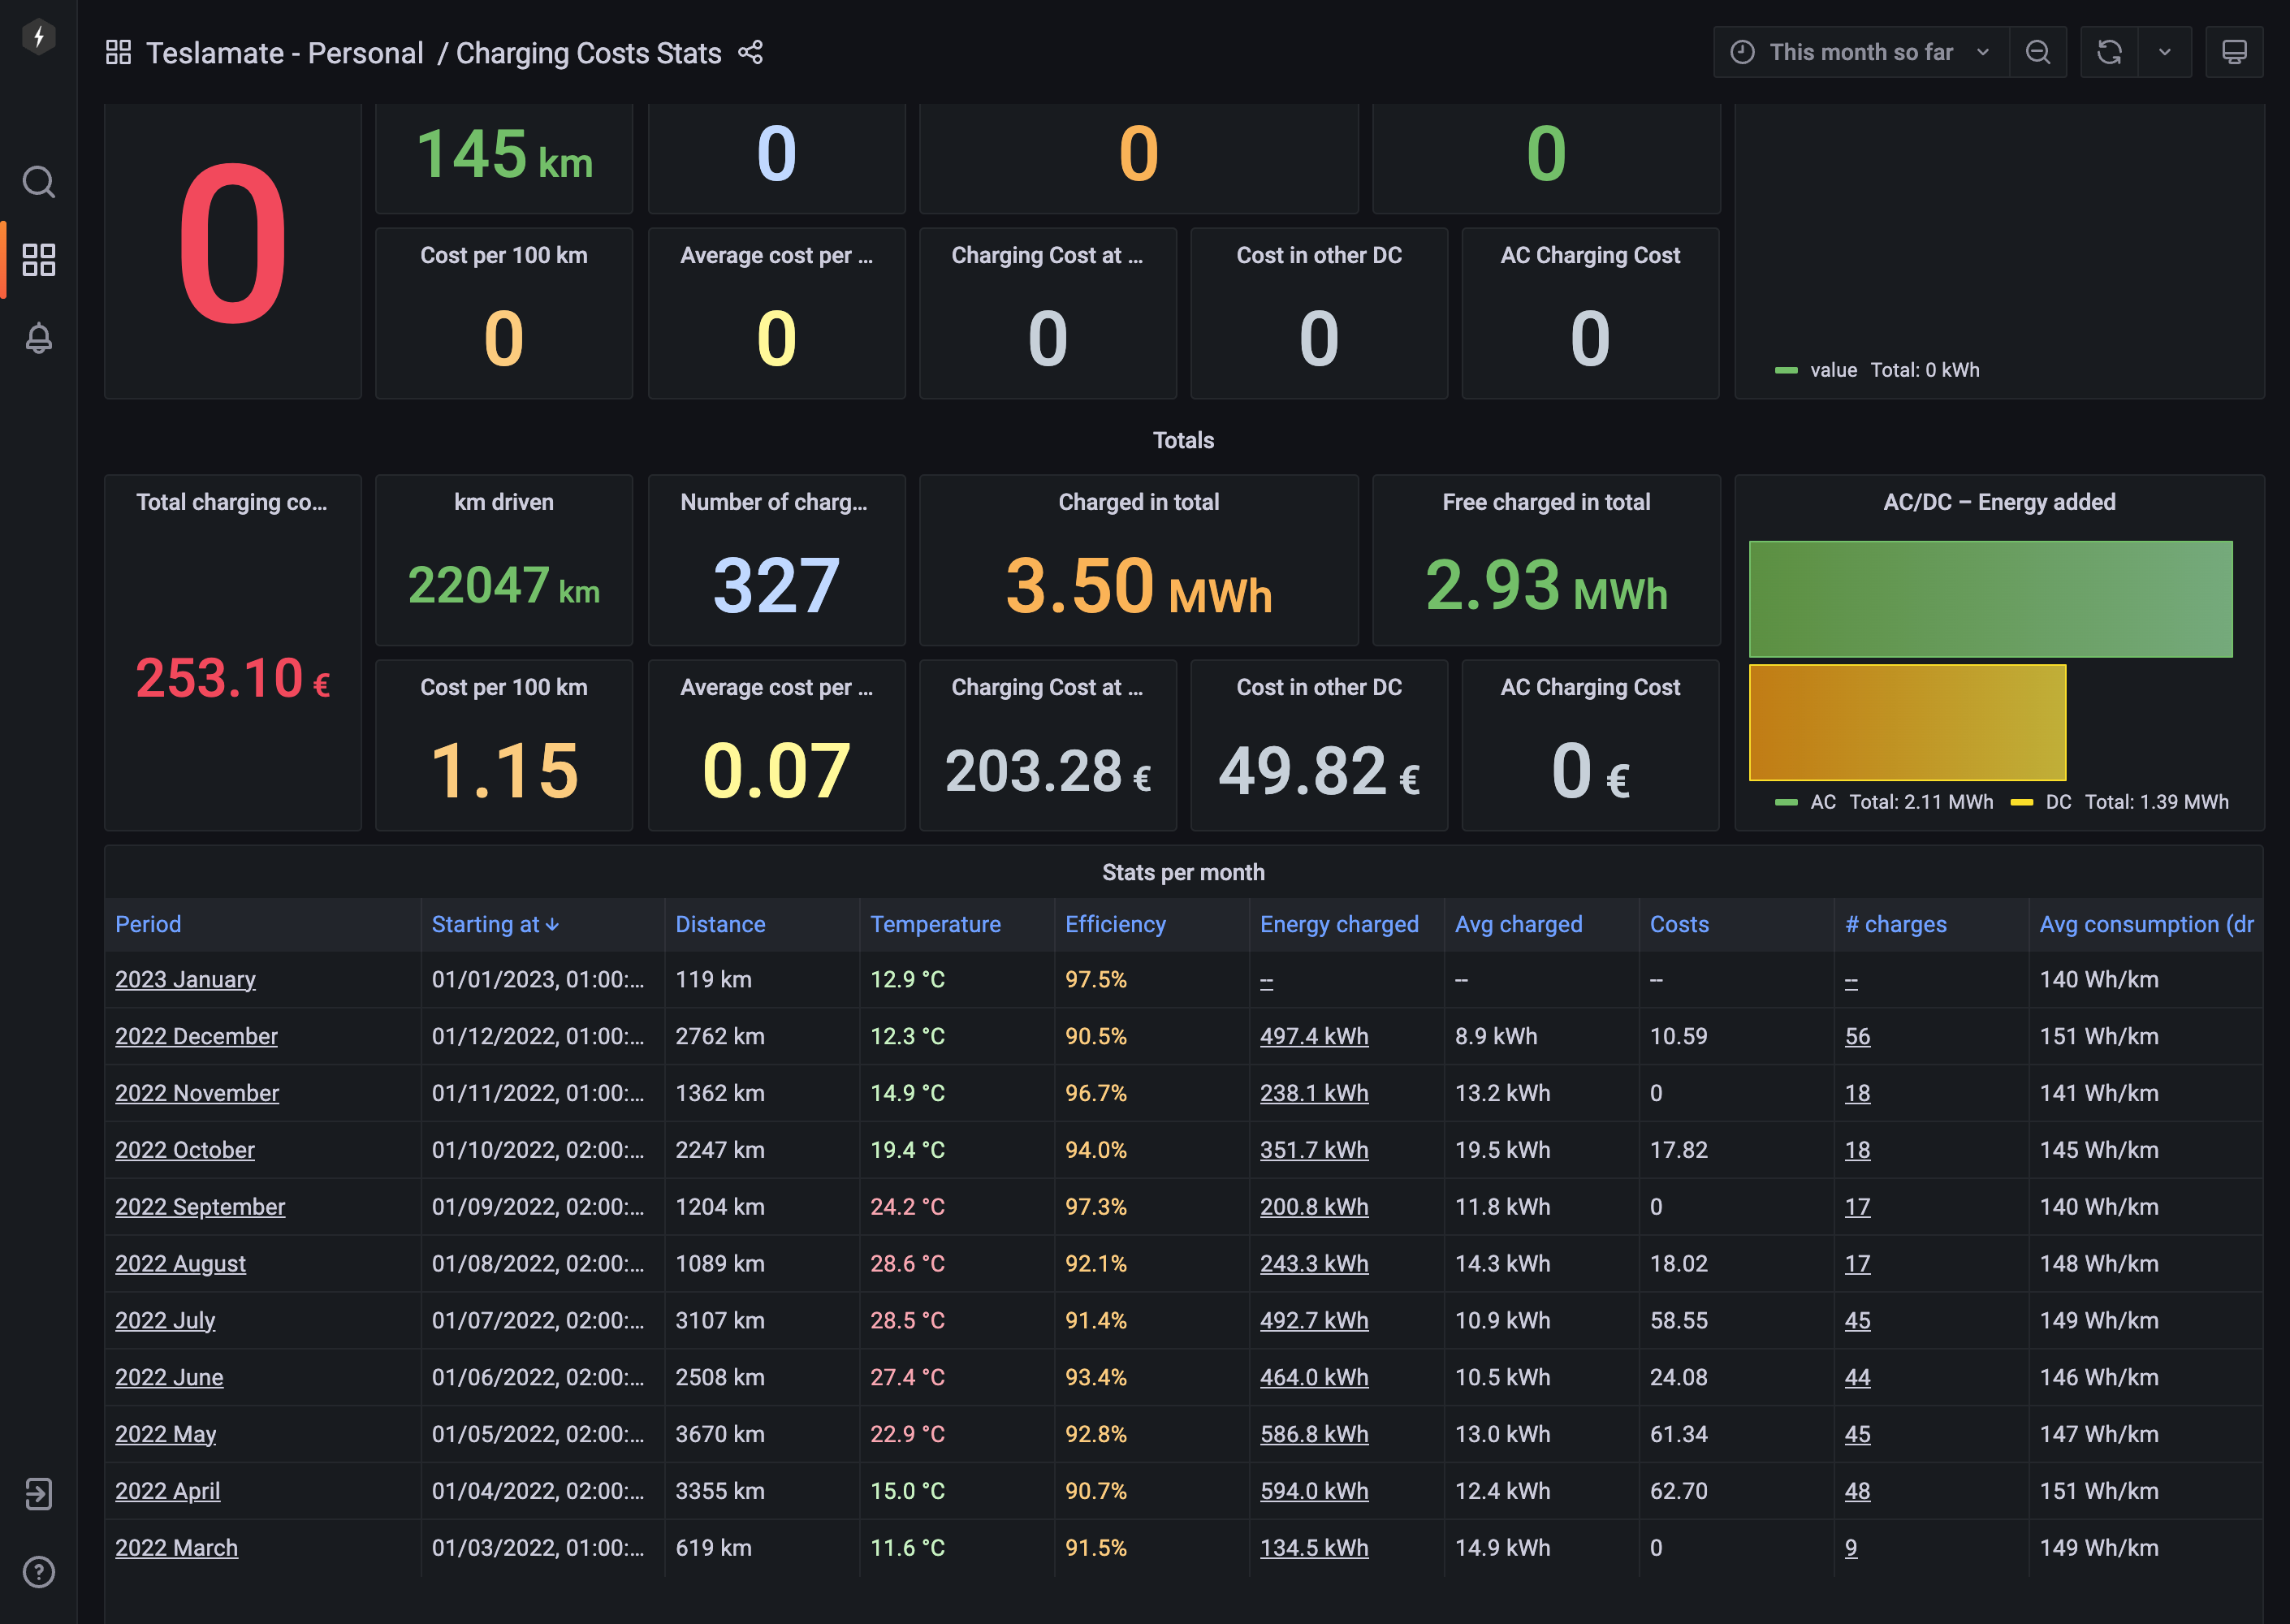 Teslamate - Personal / Charging Costs Stats
This month so far
0
145 km
0
0
0
Cost per 100 km
Average cost per ...
Charging Cost at ...
Cost in other DC
AC Charging Cost
0
0
0
0
0
value Total: 0 kWh
Totals
Total charging co...
km driven
Number of charg...
Charged in total
Free charged in total
AC/DC – Energy added
253.10 €
22047 km
327
3.50 MWh
2.93 MWh
Cost per 100 km
Average cost per ...
Charging Cost at ...
Cost in other DC
AC Charging Cost
1.15
0.07
203.28 €
49.82 €
0 €
AC Total: 2.11 MWh DC Total: 1.39 MWh
Stats per month
Period Starting at Distance Temperature Efficiency Energy charged Avg charged Costs # charges Avg consumption (dr
2023 January 01/01/2023, 01:00:... 119 km 12.9 °C 97.5% -- -- -- -- 140 Wh/km
2022 December 01/12/2022, 01:00:... 2762 km 12.3 °C 90.5% 497.4 kWh 8.9 kWh 10.59 56 151 Wh/km
2022 November 01/11/2022, 01:00:... 1362 km 14.9 °C 96.7% 238.1 kWh 13.2 kWh 0 18 141 Wh/km
2022 October 01/10/2022, 02:00:... 2247 km 19.4 °C 94.0% 351.7 kWh 19.5 kWh 17.82 18 145 Wh/km
2022 September 01/09/2022, 02:00:... 1204 km 24.2 °C 97.3% 200.8 kWh 11.8 kWh 0 17 140 Wh/km
2022 August 01/08/2022, 02:00:... 1089 km 28.6 °C 92.1% 243.3 kWh 14.3 kWh 18.02 17 148 Wh/km
2022 July 01/07/2022, 02:00:... 3107 km 28.5 °C 91.4% 492.7 kWh 10.9 kWh 58.55 45 149 Wh/km
2022 June 01/06/2022, 02:00:... 2508 km 27.4 °C 93.4% 464.0 kWh 10.5 kWh 24.08 44 146 Wh/km
2022 May 01/05/2022, 02:00:... 3670 km 22.9 °C 92.8% 586.8 kWh 13.0 kWh 61.34 45 147 Wh/km
2022 April 01/04/2022, 02:00:... 3355 km 15.0 °C 90.7% 594.0 kWh 12.4 kWh 62.70 48 151 Wh/km
2022 March 01/03/2022, 01:00:... 619 km 11.6 °C 91.5% 134.5 kWh 14.9 kWh 0 9 149 Wh/km